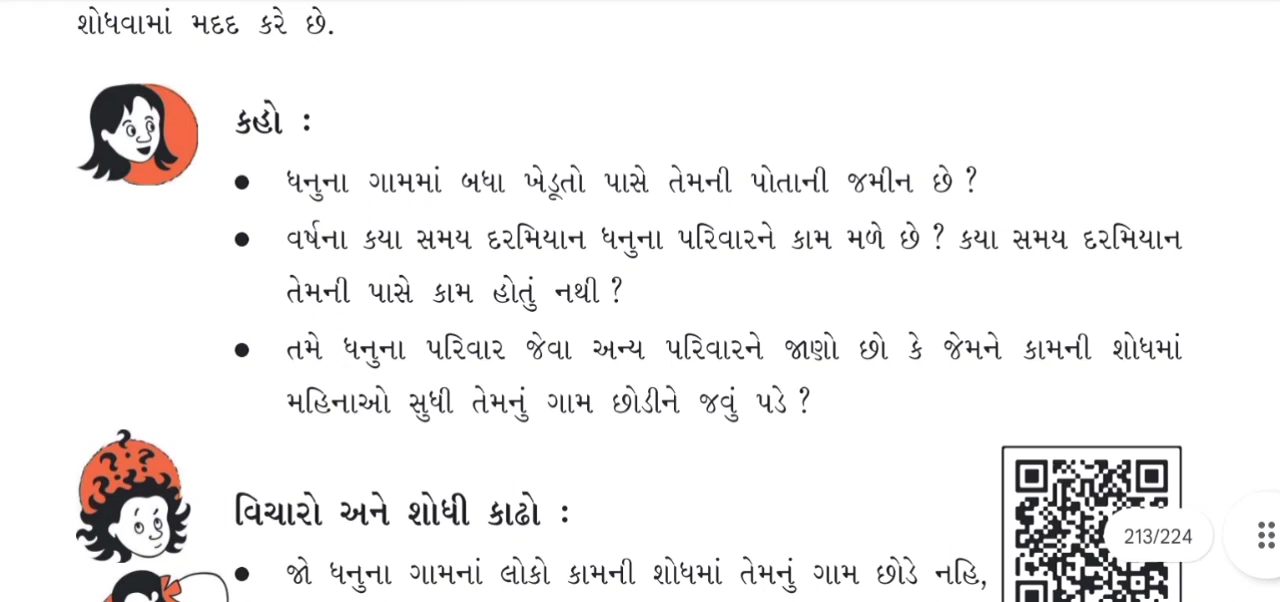 શોધવામાં મદદ કરે છે.
કહો :
● ધનુના ગામમાં બધા ખેડૂતો પાસે તેમની પોતાની જમીન છે ?
● વર્ષના કયા સમય દરમિયાન ધનુના પરિવારને કામ મળે છે ? કયા સમય દરમિયાન
તેમની પાસે કામ હોતું નથી ?
● તમે ધનુના પરિવાર જેવા અન્ય પરિવારને જાણો છો કે જેમને કામની શોધમાં
મહિનાઓ સુધી તેમનું ગામ છોડીને જવું પડે ?
વિચારો અને શોધી કાઢો :
213/224
● જો ધનુના ગામનાં લોકો કામની શોધમાં તેમનું ગામ છોડે નહિ,